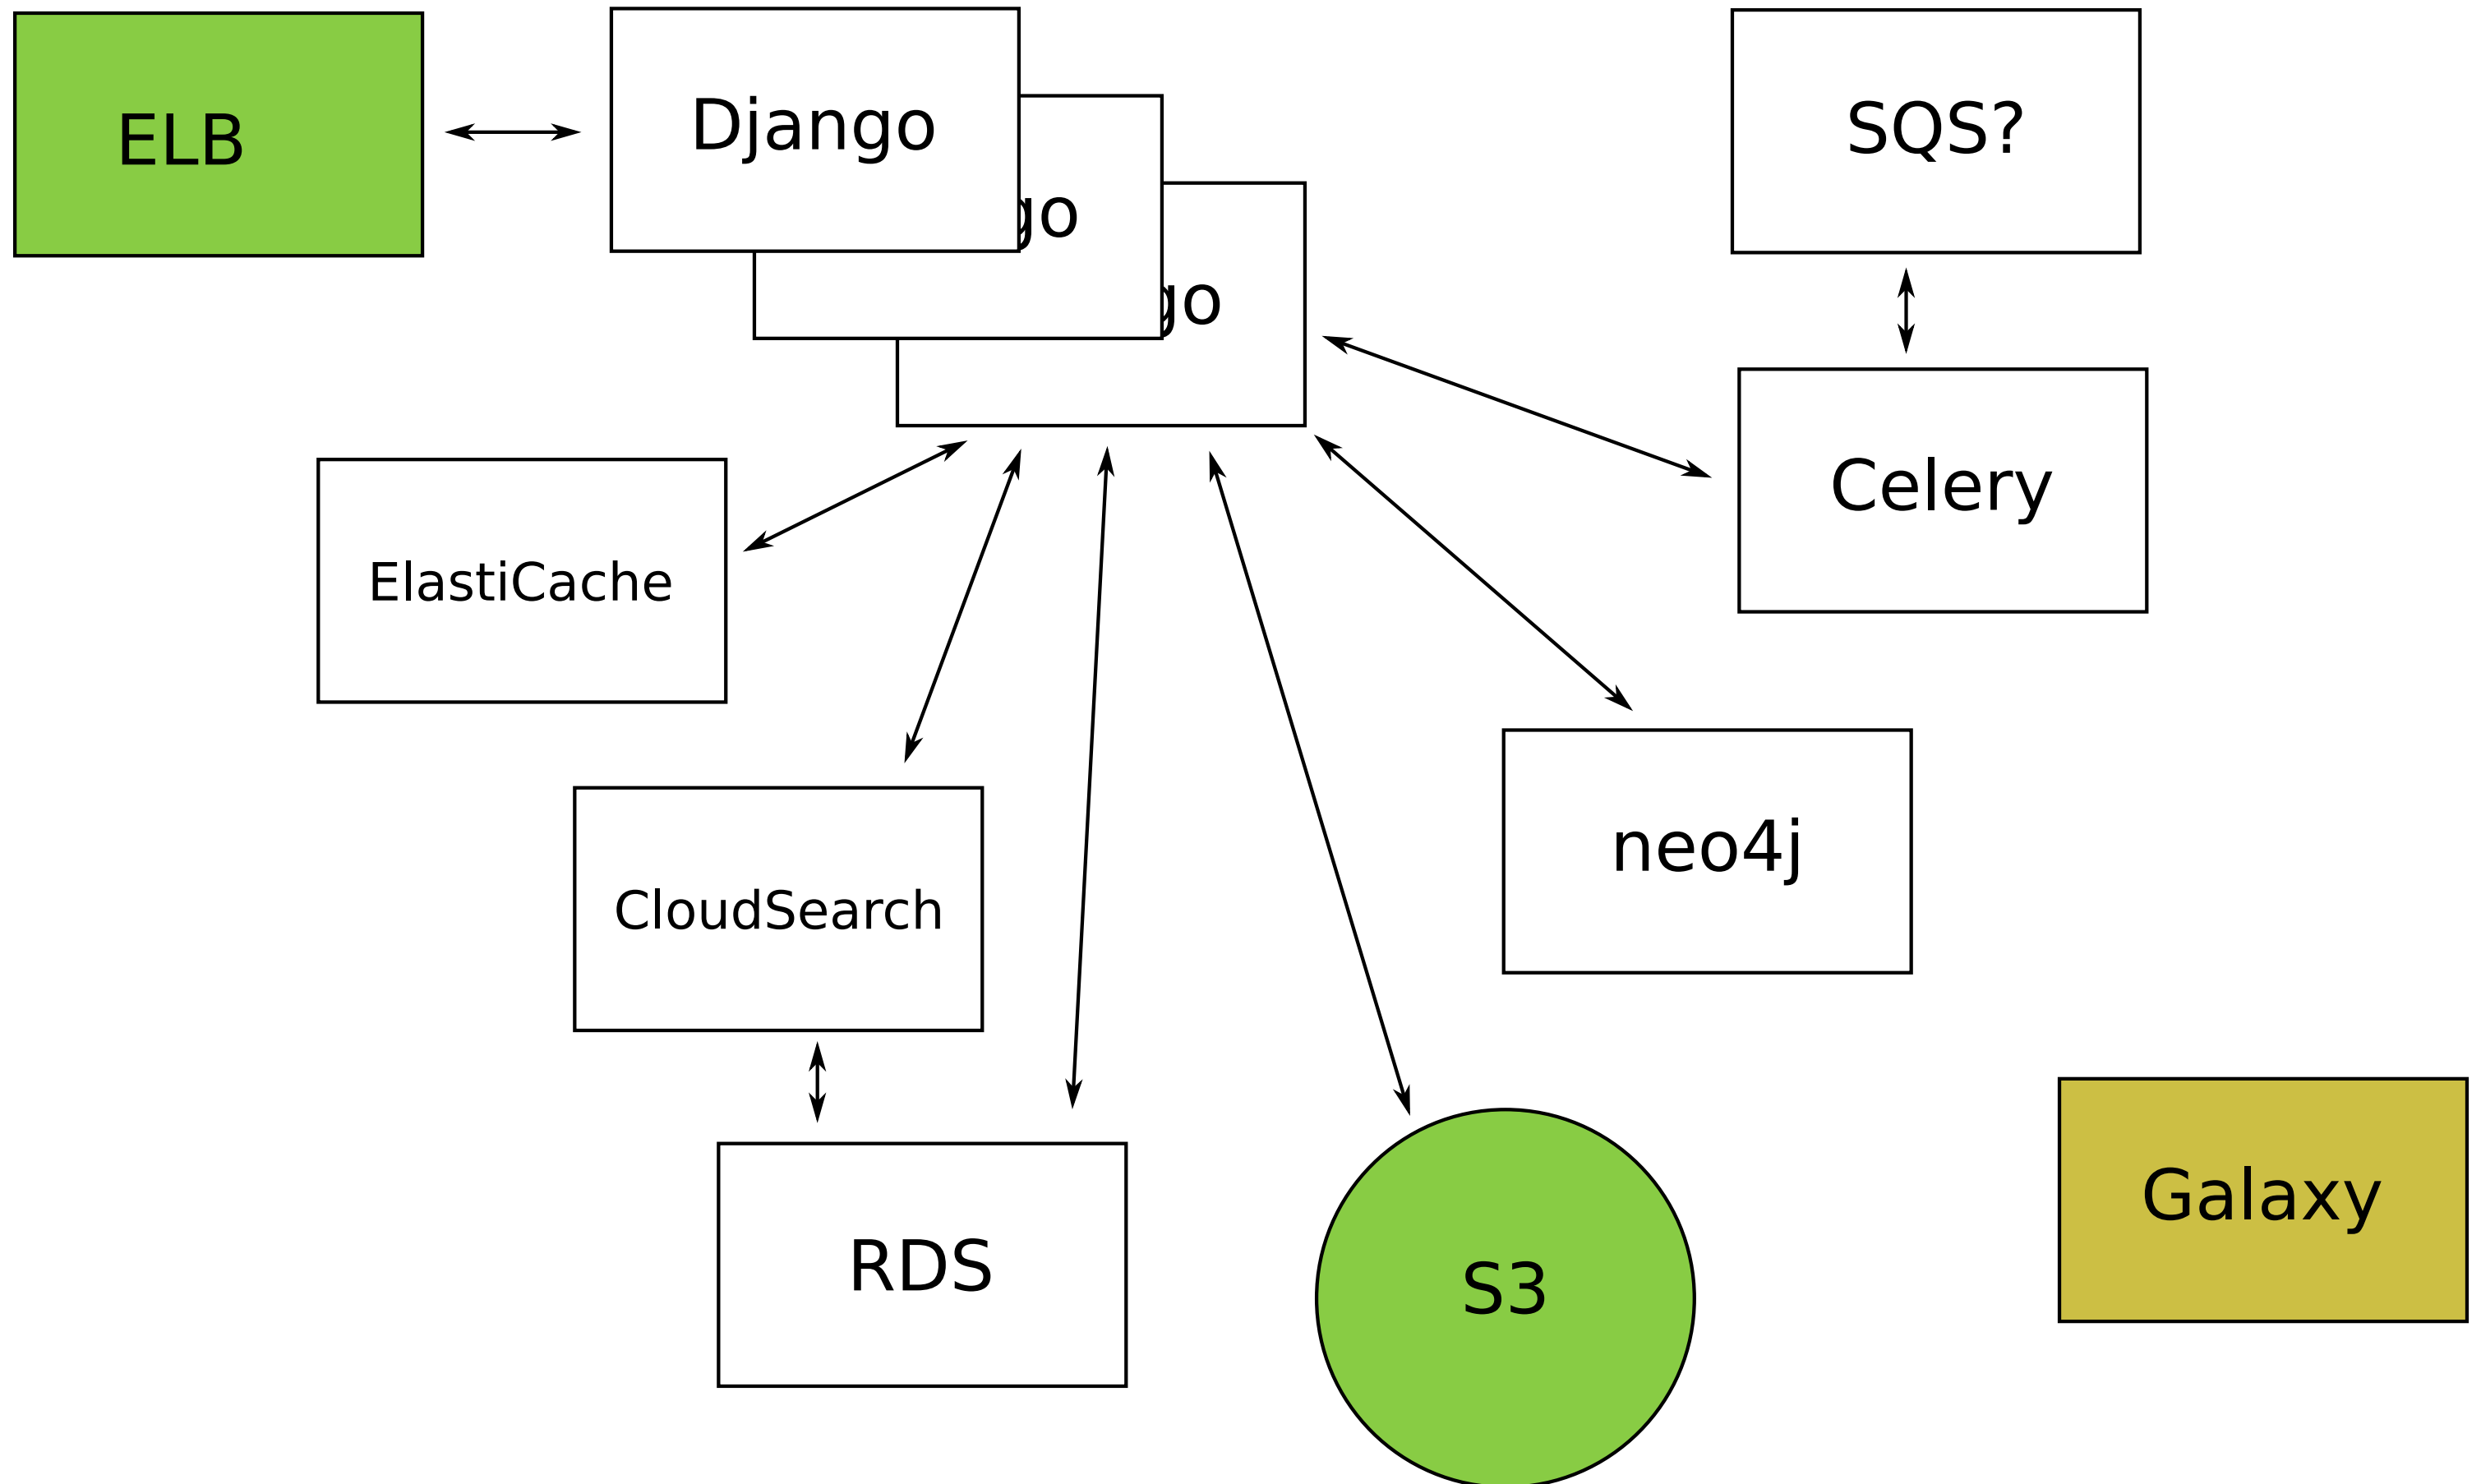 ELB
Django
go
go
SQS?
Celery
ElastiCache
neo4j
CloudSearch
Galaxy
RDS
S3